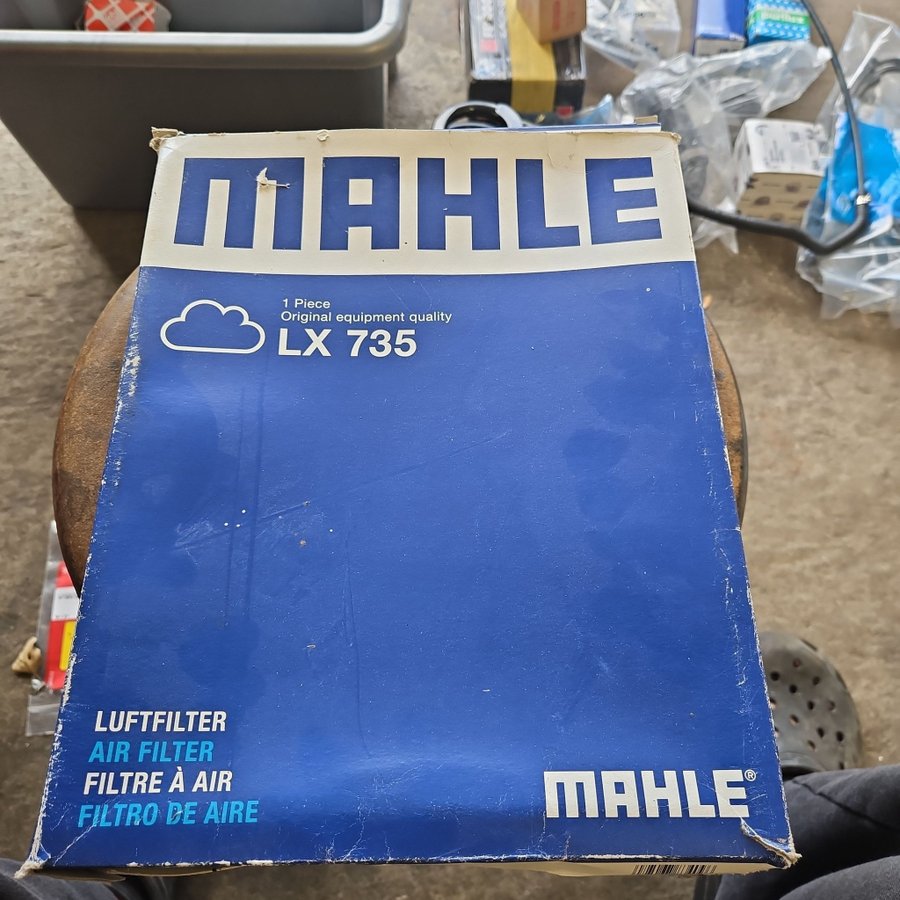 MAHLE
1 Piece
Original equipment quality
LX 735
LUFTFILTER
AIR FILTER
FILTRE À AIR
FILTRO DE AIRE
MAHLE®